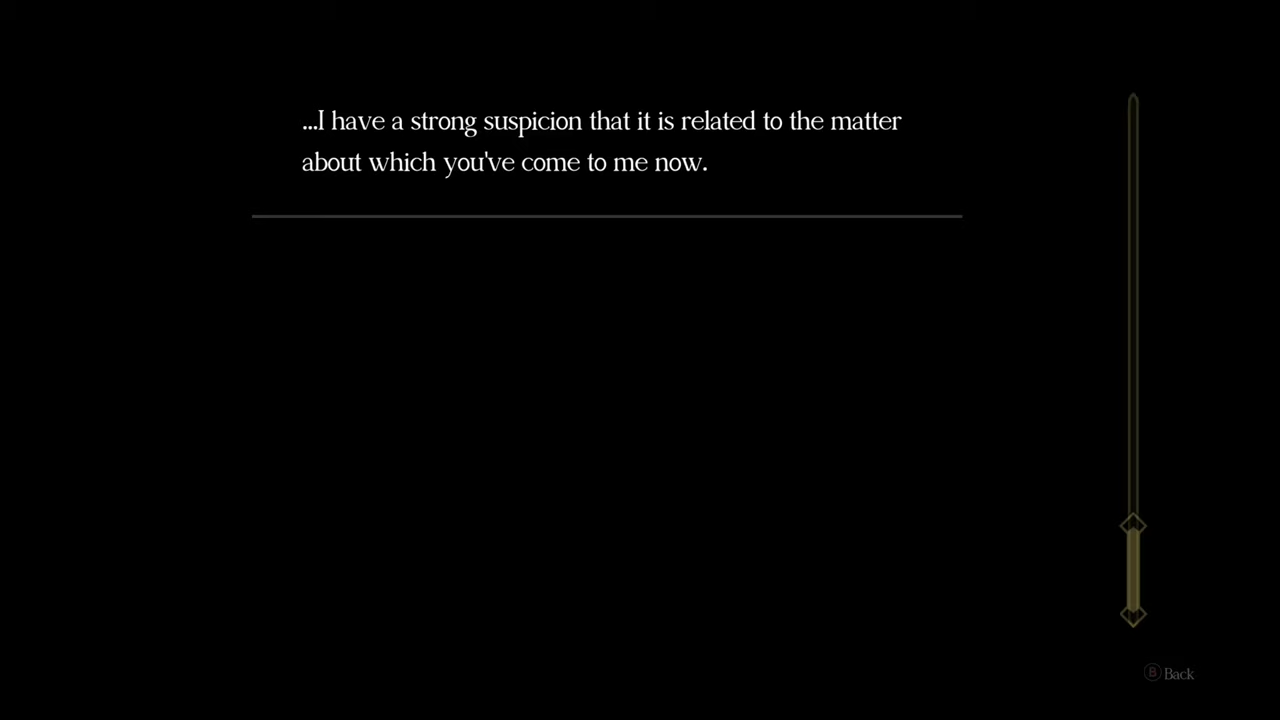 ...I have a strong suspicion that it is related to the matter
about which you've come to me now.
B Back